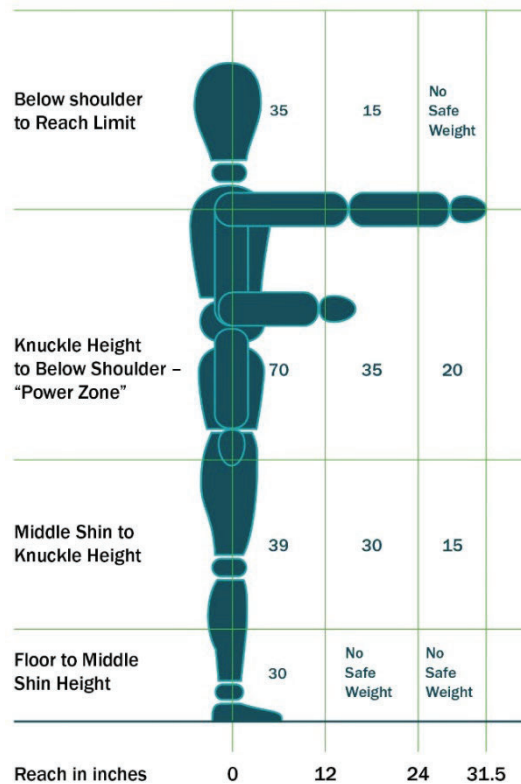 Below shoulder
to Reach Limit
35
15
No
Safe
Weight
Knuckle Height
to Below Shoulder –
“Power Zone”
70
35
20
Middle Shin to
Knuckle Height
39
30
15
Floor to Middle
Shin Height
30
No
Safe
Weight
No
Safe
Weight
Reach in inches 0 12 24 31.5